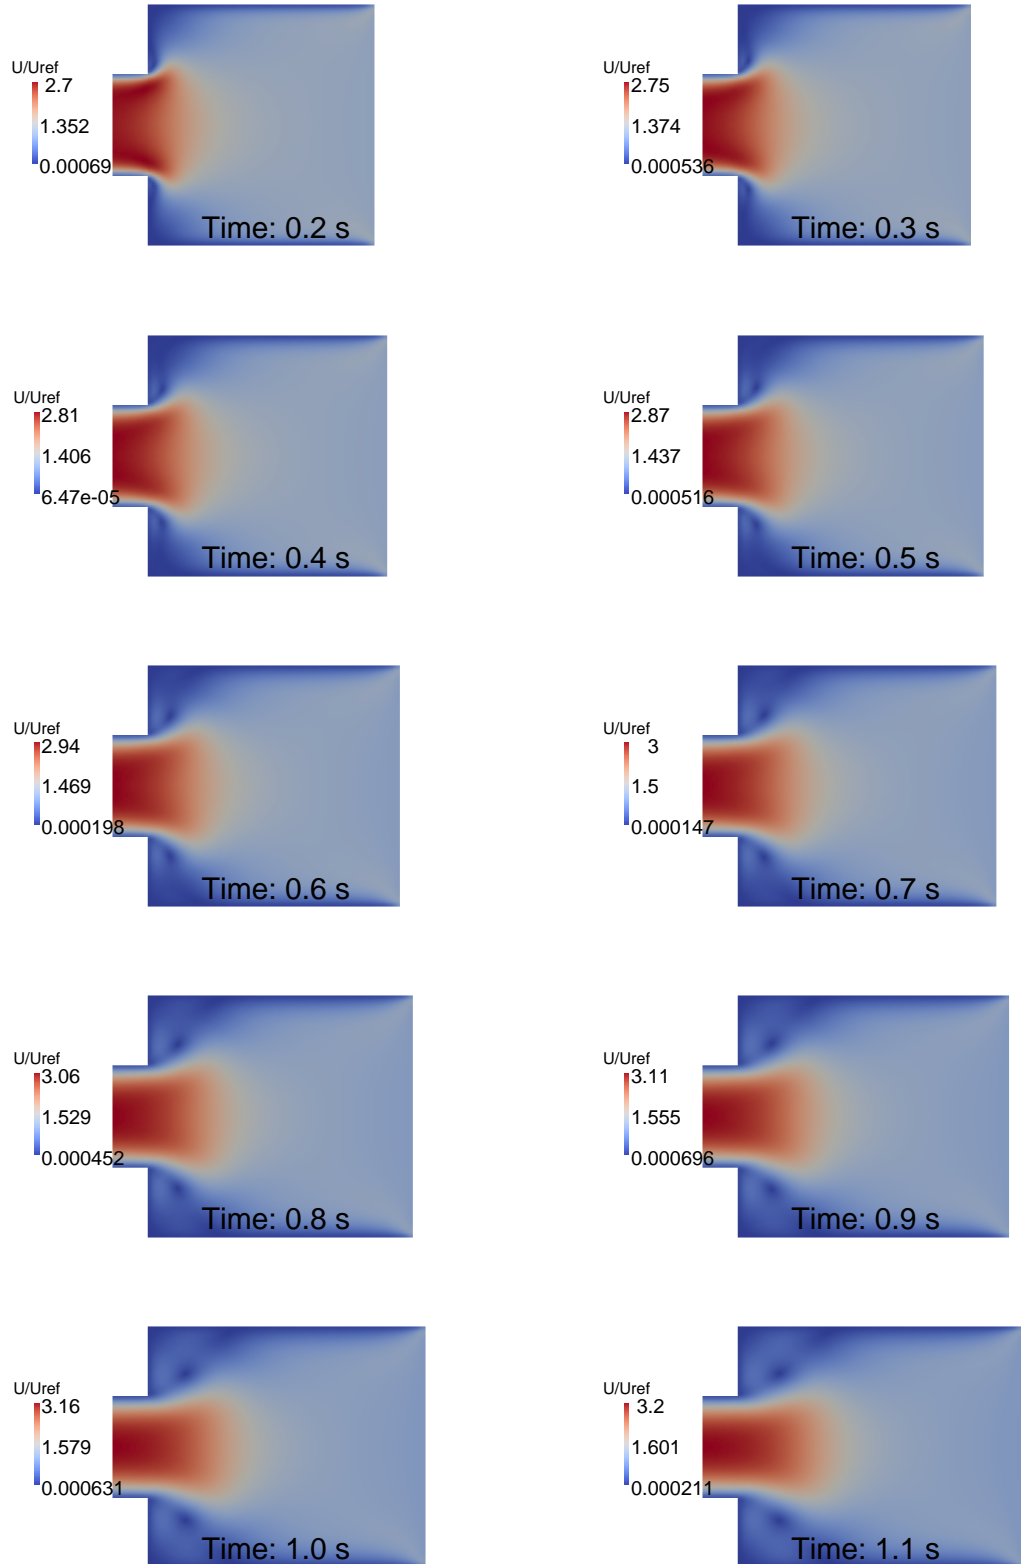 U/Uref
2.7
1.352
0.00069
Time: 0.2 s
U/Uref
2.75
1.374
0.000536
Time: 0.3 s
U/Uref
2.81
1.406
6.47e-05
Time: 0.4 s
U/Uref
2.87
1.437
0.000516
Time: 0.5 s
U/Uref
2.94
1.469
0.000198
Time: 0.6 s
U/Uref
3
1.5
0.000147
Time: 0.7 s
U/Uref
3.06
1.529
0.000452
Time: 0.8 s
U/Uref
3.11
1.555
0.000696
Time: 0.9 s
U/Uref
3.16
1.579
0.000631
Time: 1.0 s
U/Uref
3.2
1.601
0.000211
Time: 1.1 s